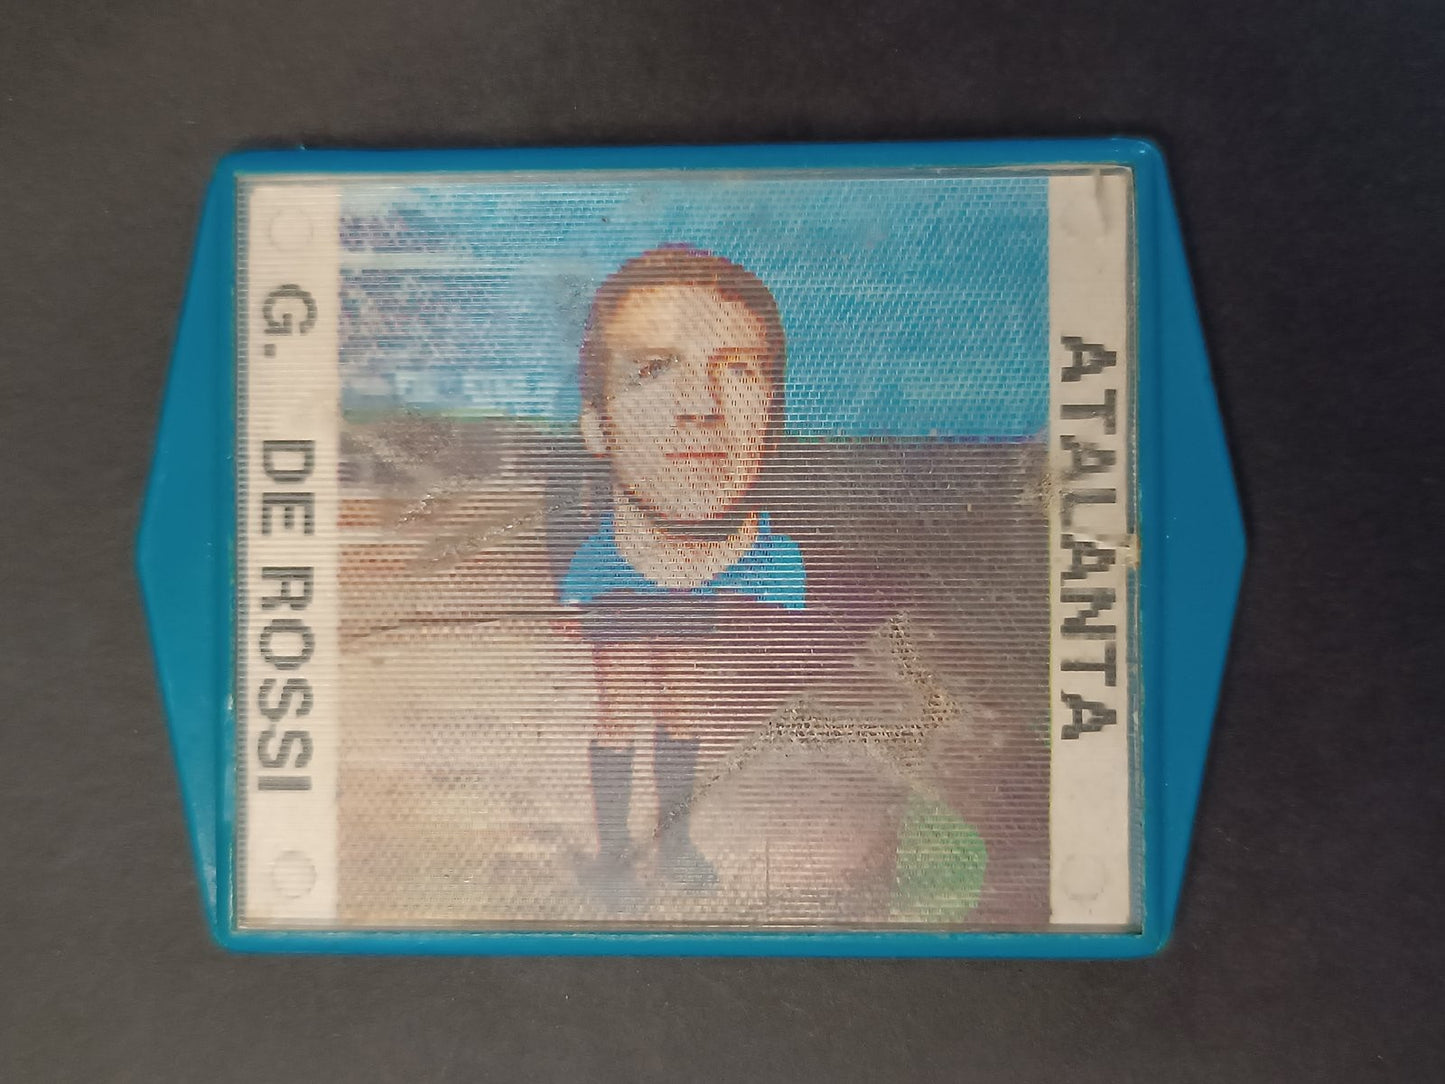 ATALANTA
G. DE ROSSI